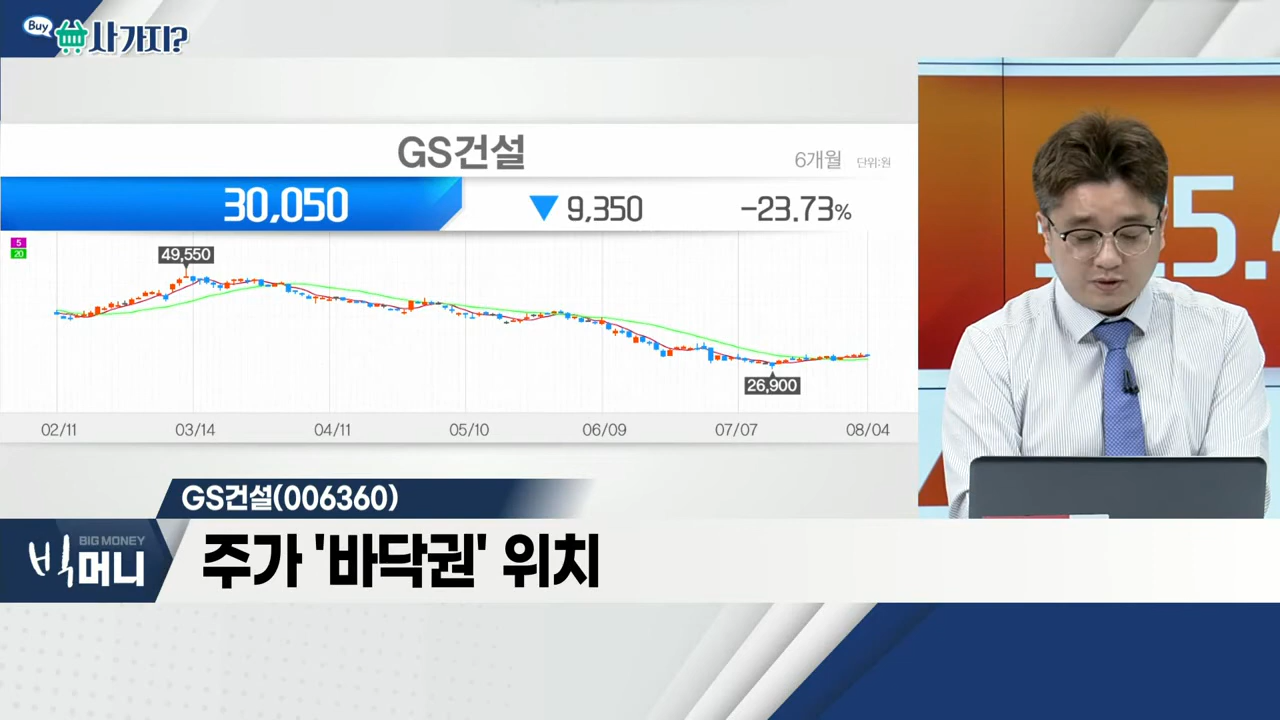 Buy
사가지?
GS건설
6개월 단위:원
30,050 ▼ 9,350 -23.73%
5
20
49,550
26,900
02/11 03/14 04/11 05/10 06/09 07/07 08/04
5.
GS건설(006360)
BIG MONEY
빅머니
주가 '바닥권' 위치